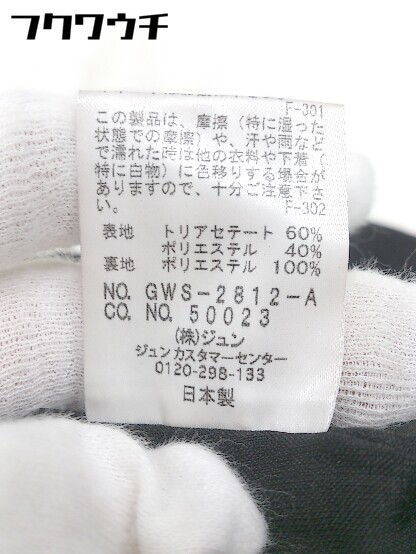 フクワウチ
F-301
この製品は、摩擦（特に湿った
状態での摩擦）や、汗や雨など
で濡れた時は他の衣料や下着（
特に白物）に色移りする場合が
ありますので、十分ご注意下さ
い。 F-302
表地 トリアセテート 60%
ポリエステル 40%
裏地 ポリエステル 100%
NO. GWS-2812-A
CO. NO. 50023
(株)ジュン
ジュンカスタマーセンター
0120-298-133
日本製